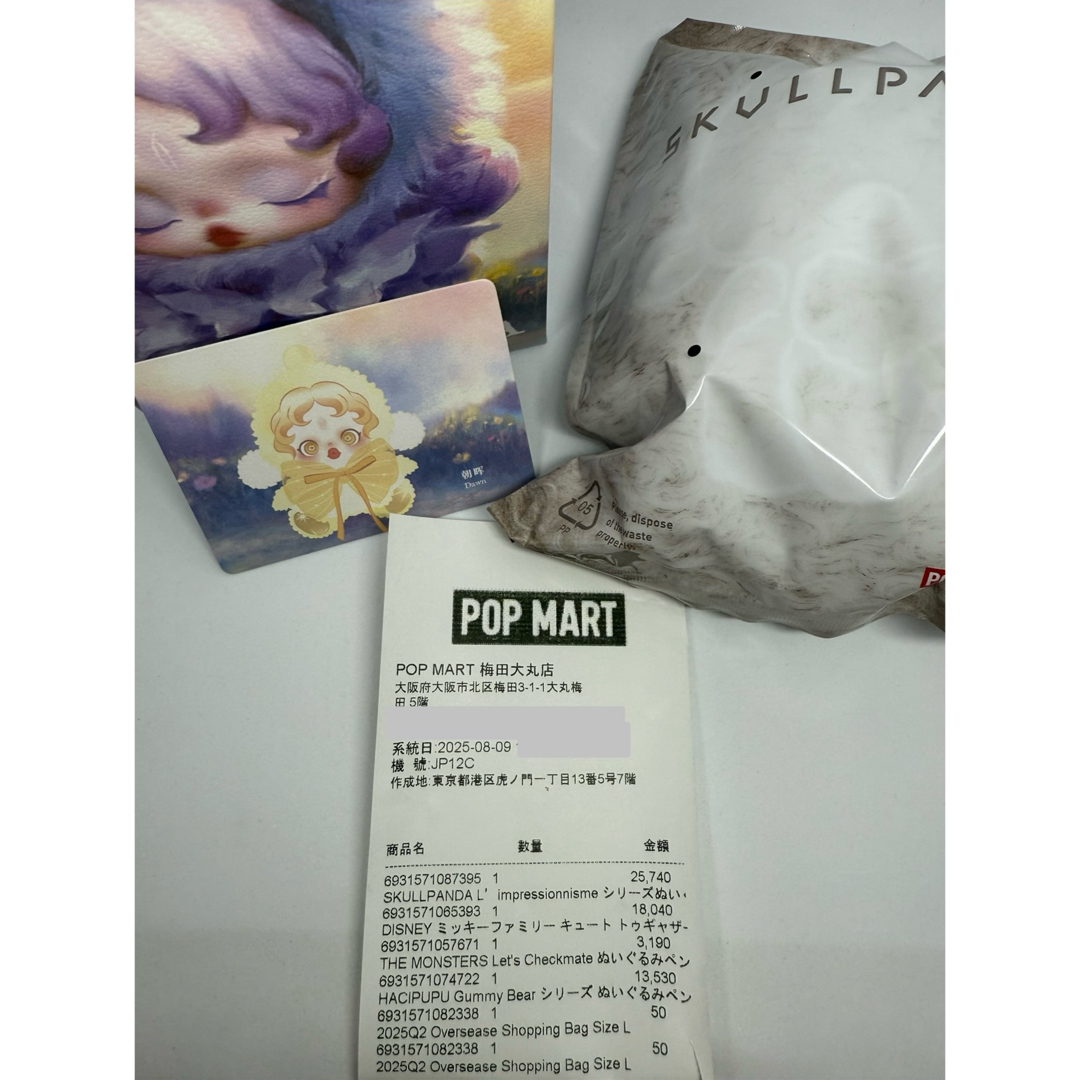 SKULLPA
朝晖
Dawn
05
PP
Please, dispose
of the waste
properly
POP MART
POP MART 梅田大丸店
大阪府大阪市北区梅田3-1-1大丸梅
田 5階
系統日:2025-08-09
機 號:JP12C
作成地:東京都港区虎ノ門一丁目13番5号7階
商品名 數量 金額
6931571087395 1 25,740
SKULLPANDA L' impressionnisme シリーズぬい
6931571065393 1 18,040
DISNEY ミッキーファミリー キュート トゥギャザー
6931571057671 1 3,190
THE MONSTERS Let's Checkmate ぬいぐるみペン
6931571074722 1 13,530
HACIPUPU Gummy Bear シリーズ ぬいぐるみペン
6931571082338 1 50
2025Q2 Oversease Shopping Bag Size L
6931571082338 1 50
2025Q2 Oversease Shopping Bag Size L